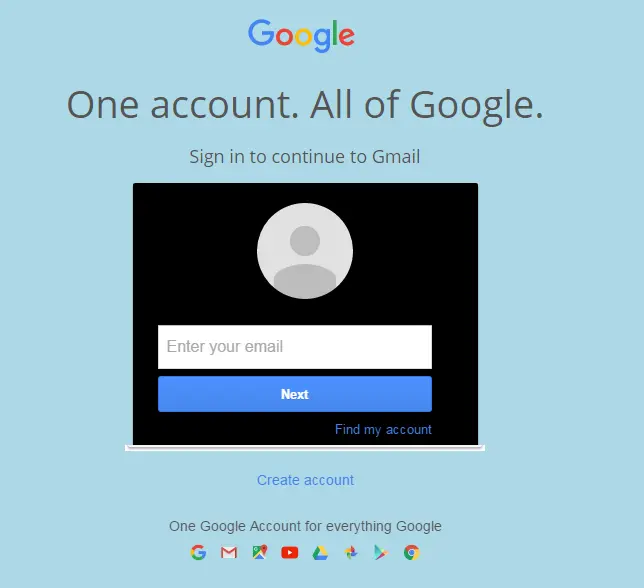 Google
One account. All of Google.
Sign in to continue to Gmail
Enter your email
Next
Find my account
Create account
One Google Account for everything Google